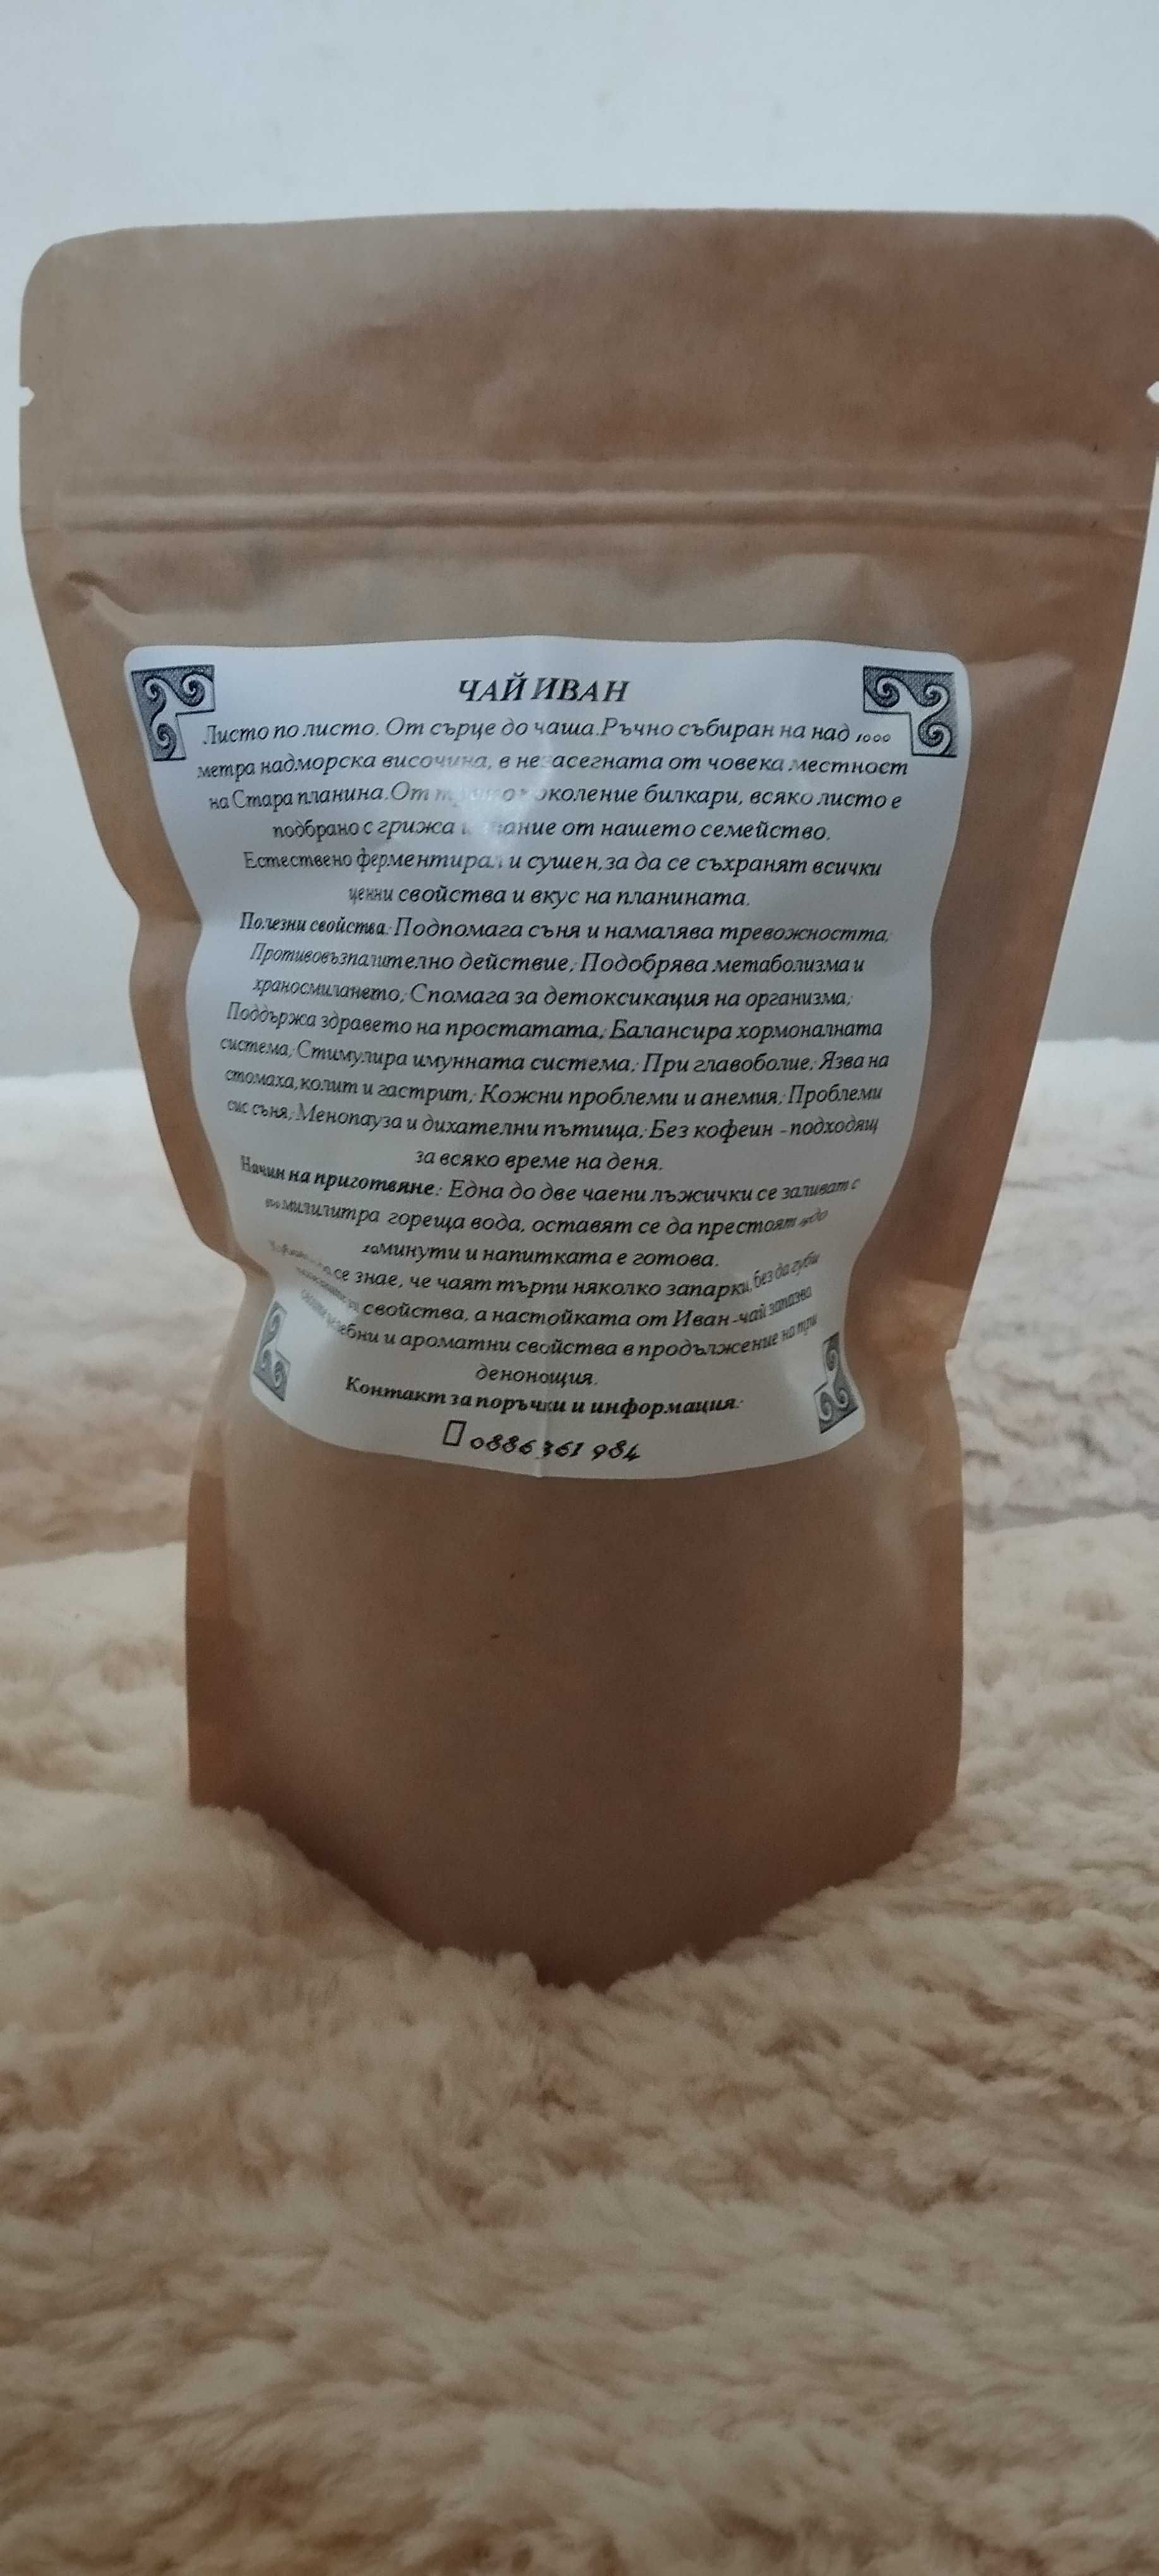 ЧАЙ ИВАН
Листо по листо. От сърце до чаша.Ръчно събиран на над 1000
метра надморска височина, в незасегната от човека местност
на Стара планина.От поколение билкари, всяко листо е
подбрано с грижа от нашето семейство.
Естествено ферментирал и сушен,за да се съхранят всички
ценни свойства и вкус на планината.
Полезни свойства: Подпомага съня и намалява тревожността;
Противовъзпалително действие; Подобрява метаболизма и
храносмилането; Спомага за детоксикация на организма;
Поддържа здравето на простатата; Балансира хормоналната
система; Стимулира имунната система; При главоболие; Язва на
стомаха,колит и гастрит; Кожни проблеми и анемия; Проблеми
със съня; Менопауза и дихателни пътища; Без кофеин -подходящ
за всяко време на деня.
Начин на приготвяне: Една до две чаени лъжички се заливат с
милилитра гореща вода, оставят се да престоят
минути и напитката е готова.
се знае, че чаят търпи няколко запарки, без да губи
свойства, а настойката от Иван-чай запазва
и ароматни свойства в продължение на три
денонощия.
Контакт за поръчки и информация:
0886 361 984